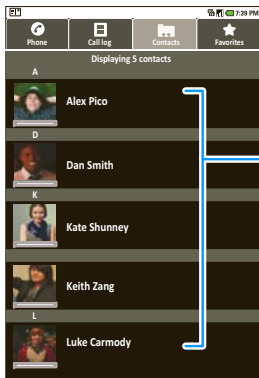 7:39 PM
Phone Call log Contacts Favorites
Displaying 5 contacts
A
Alex Pico
D
Dan Smith
K
Kate Shunney
Keith Zang
L
Luke Carmody